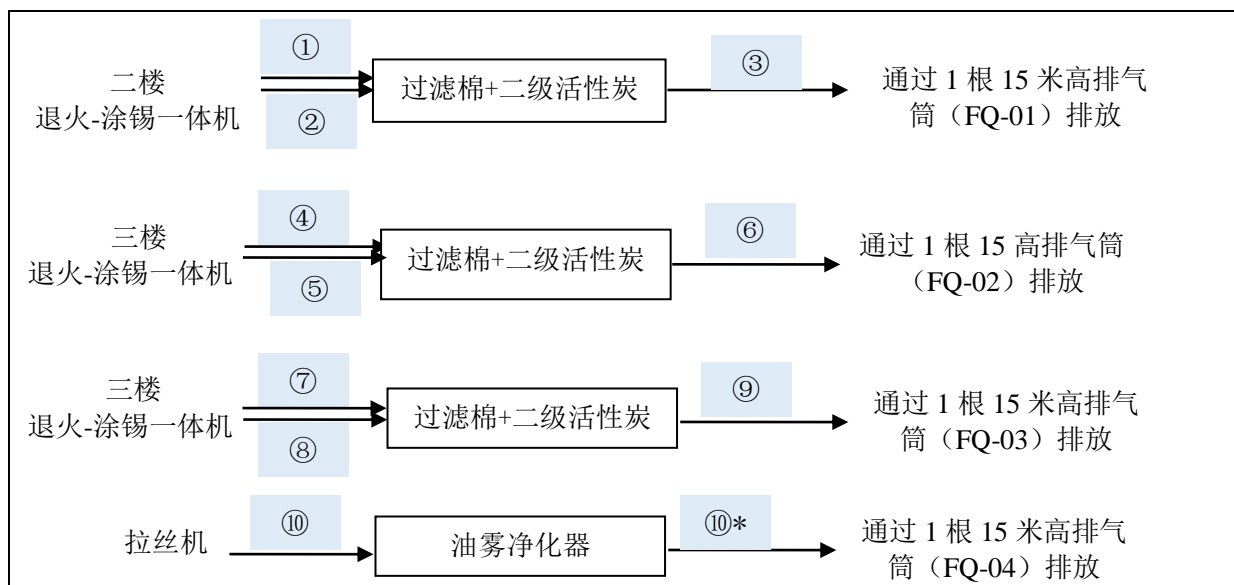 ①
二楼
退火-涂锡一体机
②
过滤棉+二级活性炭
③
通过 1 根 15 米高排气
筒（FQ-01）排放
④
三楼
退火-涂锡一体机
⑤
过滤棉+二级活性炭
⑥
通过 1 根 15 高排气筒
（FQ-02）排放
⑦
三楼
退火-涂锡一体机
⑧
过滤棉+二级活性炭
⑨
通过 1 根 15 米高排气
筒（FQ-03）排放
拉丝机
⑩
油雾净化器
⑩*
通过 1 根 15 米高排气
筒（FQ-04）排放